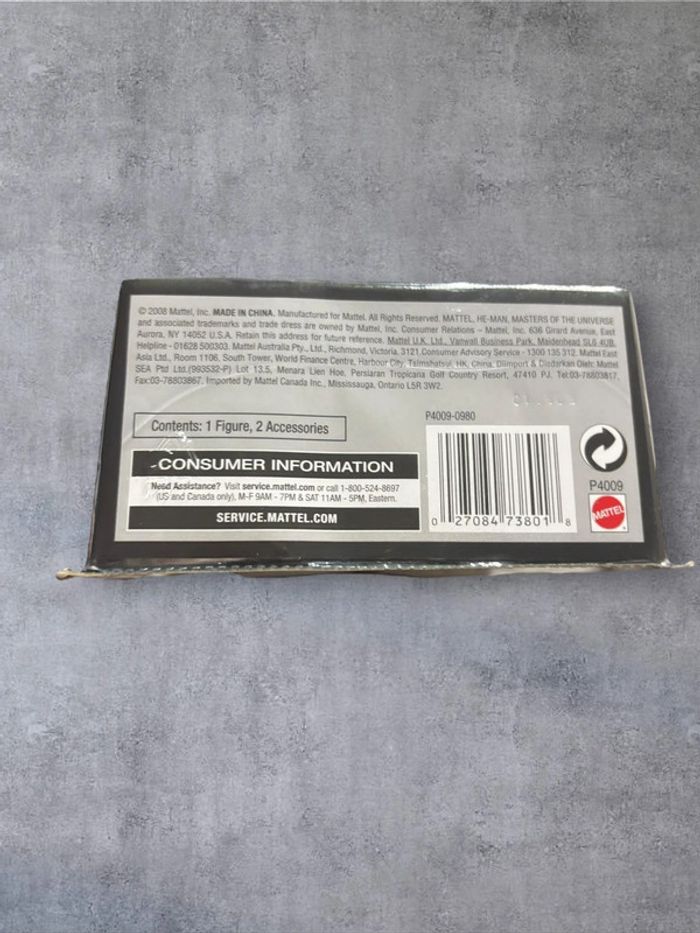 © 2008 Mattel, Inc. MADE IN CHINA. Manufactured for Mattel. All Rights Reserved. MATTEL, HE-MAN, MASTERS OF THE UNIVERSE
and associated trademarks and trade dress are owned by Mattel, Inc. Consumer Relations – Mattel, Inc. 636 Girard Avenue, East
Aurora, NY 14052 U.S.A. Retain this address for future reference. Mattel U.K. Ltd., Vanwall Business Park, Maidenhead SL6 4UB.
Helpline - 01628 500303. Mattel Australia Pty., Ltd., Richmond, Victoria. 3121.Consumer Advisory Service - 1300 135 312. Mattel East
Asia Ltd., Room 1106, South Tower, World Finance Centre, Harbour City, Tsimshatsui, HK, China. Diimport & Diedarkan Oleh: Mattel
SEA Ptd Ltd.(993532-P) Lot 13.5, Menara Lien Hoe, Persiaran Tropicana Golf Country Resort, 47410 PJ. Tel:03-78803817,
Fax:03-78803867. Imported by Mattel Canada Inc., Mississauga, Ontario L5R 3W2.
P4009-0980
Contents: 1 Figure, 2 Accessories
CONSUMER INFORMATION
Need Assistance? Visit service.mattel.com or call 1-800-524-8697
(US and Canada only), M-F 9AM - 7PM & SAT 11AM - 5PM, Eastern.
SERVICE.MATTEL.COM
0 27084 73801 8
P4009
MATTEL